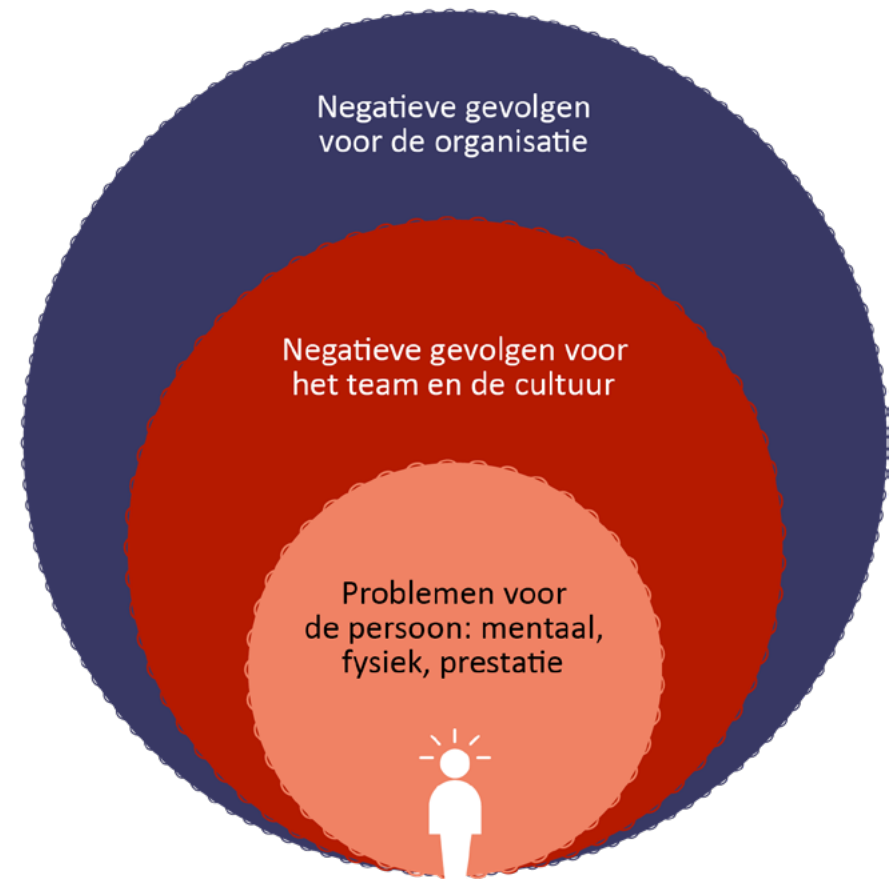 Negatieve gevolgen
voor de organisatie
Negatieve gevolgen voor
het team en de cultuur
Problemen voor
de persoon: mentaal,
fysiek, prestatie